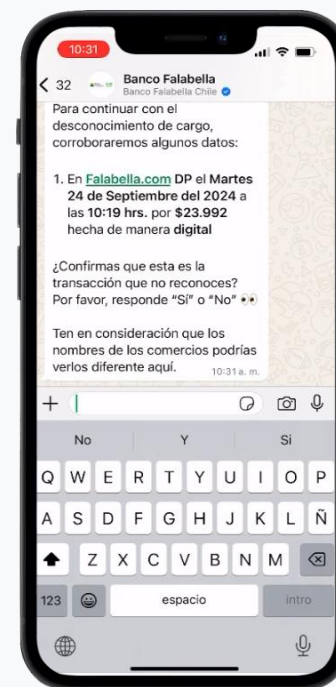 10:31
32
Banco Falabella
Banco Falabella Chile
Para continuar con el
desconocimiento de cargo,
corroboraremos algunos datos:
1. En Falabella.com DP el Martes
24 de Septiembre del 2024 a
las 10:19 hrs. por $23.992
hecha de manera digital
¿Confirmas que esta es la
transacción que no reconoces?
Por favor, responde “Sí” o “No” 👀
Ten en consideración que los
nombres de los comercios podrías
verlos diferente aquí.
10:31 a. m.
No Y Si
Q W E R T Y U I O P
A S D F G H J K L Ñ
Z X C V B N M
123 espacio intro